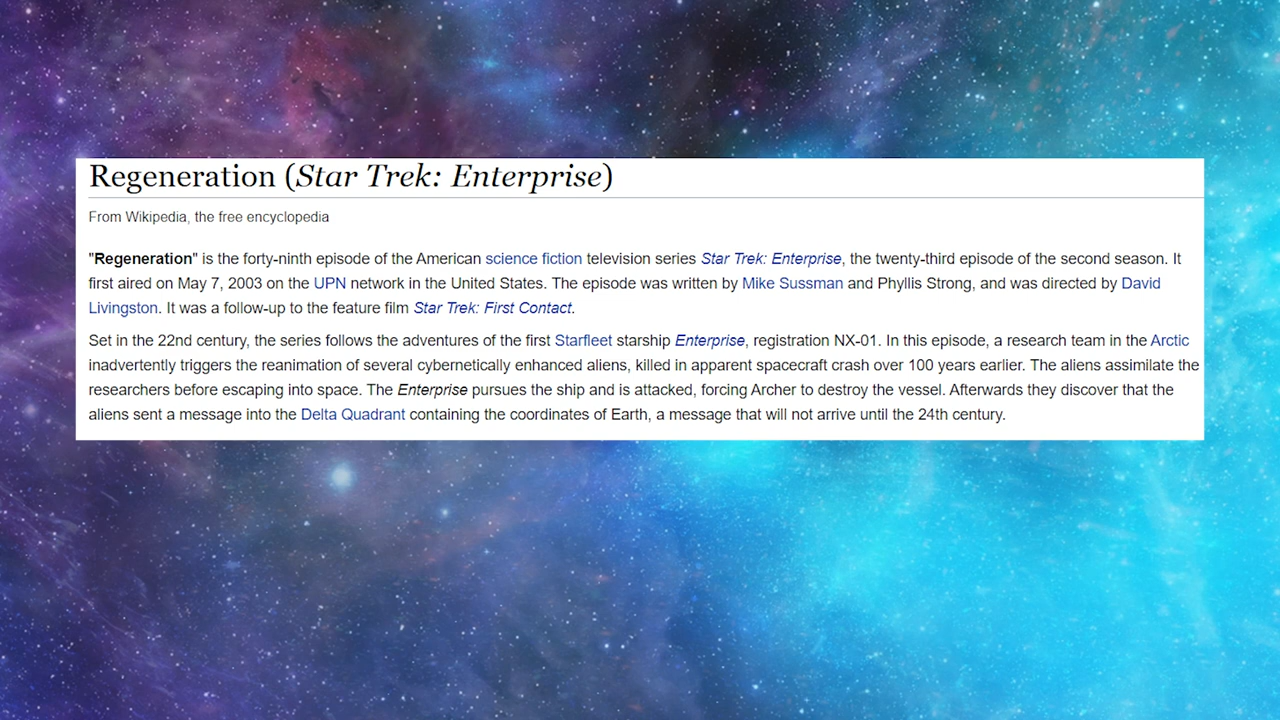 Regeneration (Star Trek: Enterprise)
From Wikipedia, the free encyclopedia
"Regeneration" is the forty-ninth episode of the American science fiction television series Star Trek: Enterprise, the twenty-third episode of the second season. It
first aired on May 7, 2003 on the UPN network in the United States. The episode was written by Mike Sussman and Phyllis Strong, and was directed by David
Livingston. It was a follow-up to the feature film Star Trek: First Contact.
Set in the 22nd century, the series follows the adventures of the first Starfleet starship Enterprise, registration NX-01. In this episode, a research team in the Arctic
inadvertently triggers the reanimation of several cybernetically enhanced aliens, killed in apparent spacecraft crash over 100 years earlier. The aliens assimilate the
researchers before escaping into space. The Enterprise pursues the ship and is attacked, forcing Archer to destroy the vessel. Afterwards they discover that the
aliens sent a message into the Delta Quadrant containing the coordinates of Earth, a message that will not arrive until the 24th century.